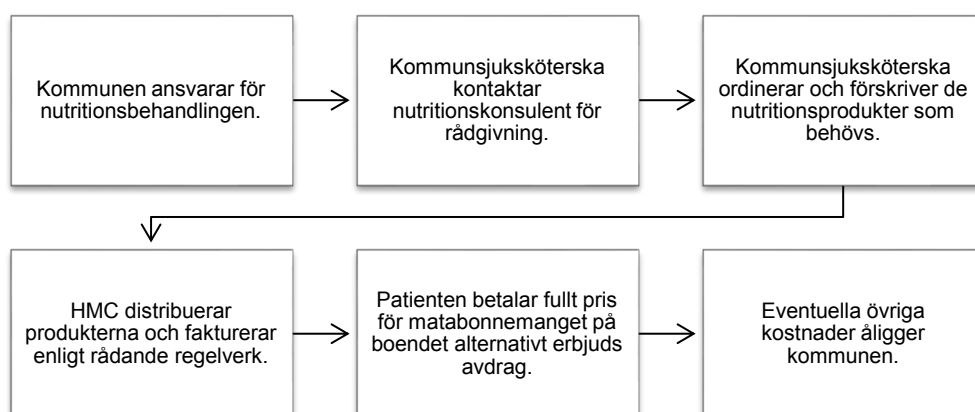 Kommunen ansvarar för
nutritionsbehandlingen.
Kommunsjuksköterska
kontaktar
nutritionskonsulent för
rådgivning.
Kommunsjuksköterska
ordinerar och förskriver de
nutritionsprodukter som
behövs.
HMC distribuerar
produkterna och fakturerar
enligt rådande regelverk.
Patienten betalar fullt pris
för matabonnemanget på
boendet alternativt erbjuds
avdrag.
Eventuella övriga
kostnader åligger
kommunen.